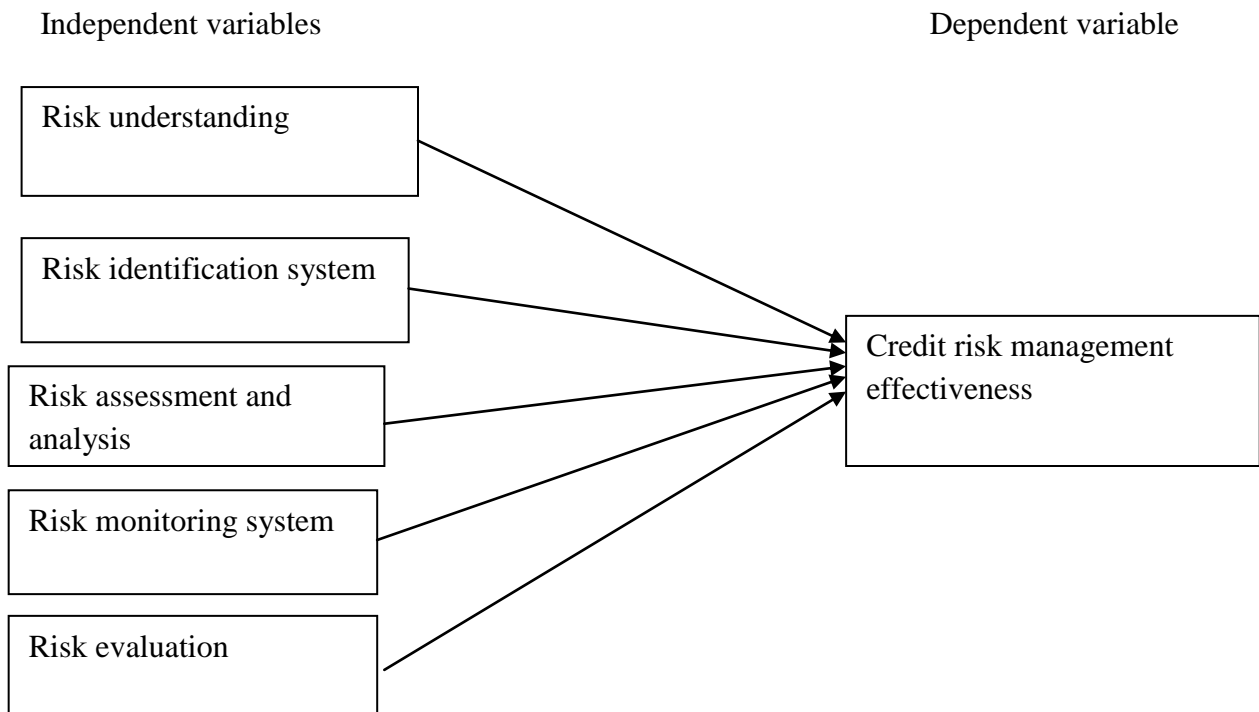 Independent variables
Dependent variable
Risk understanding
Risk identification system
Risk assessment and
analysis
Risk monitoring system
Risk evaluation
Credit risk management
effectiveness